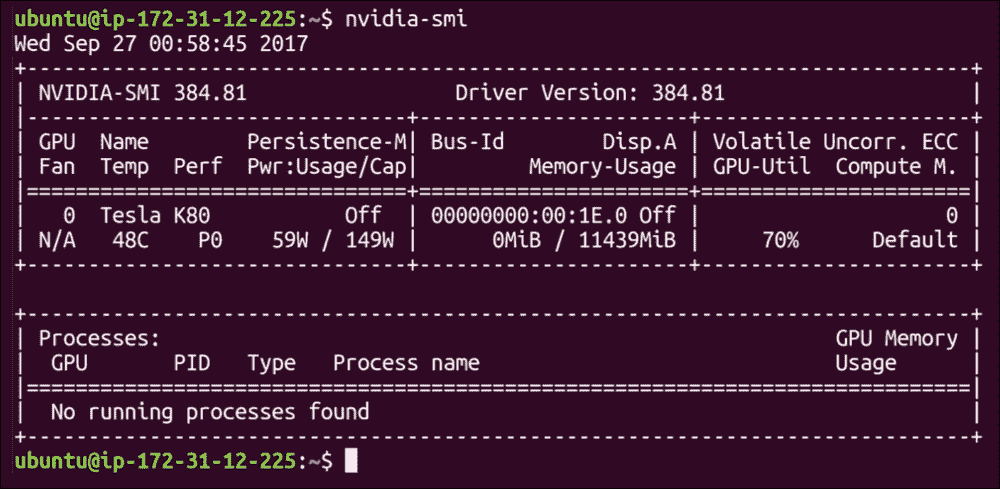 ubuntu@ip-172-31-12-225:~$ nvidia-smi
Wed Sep 27 00:58:45 2017
+-----------------------------------------------------------------------------+
| NVIDIA-SMI 384.81                 Driver Version: 384.81                    |
|-------------------------------+----------------------+----------------------+
| GPU  Name        Persistence-M| Bus-Id        Disp.A | Volatile Uncorr. ECC |
| Fan  Temp  Perf  Pwr:Usage/Cap|         Memory-Usage | GPU-Util  Compute M. |
|===============================+======================+======================|
|   0  Tesla K80           Off  | 00000000:00:1E.0 Off |                    0 |
| N/A   48C    P0    59W / 149W |      0MiB / 11439MiB |     70%      Default |
+-------------------------------+----------------------+----------------------+

+-----------------------------------------------------------------------------+
| Processes:                                                       GPU Memory |
|  GPU       PID   Type   Process name                             Usage      |
|=============================================================================|
|  No running processes found                                                 |
+-----------------------------------------------------------------------------+
ubuntu@ip-172-31-12-225:~$